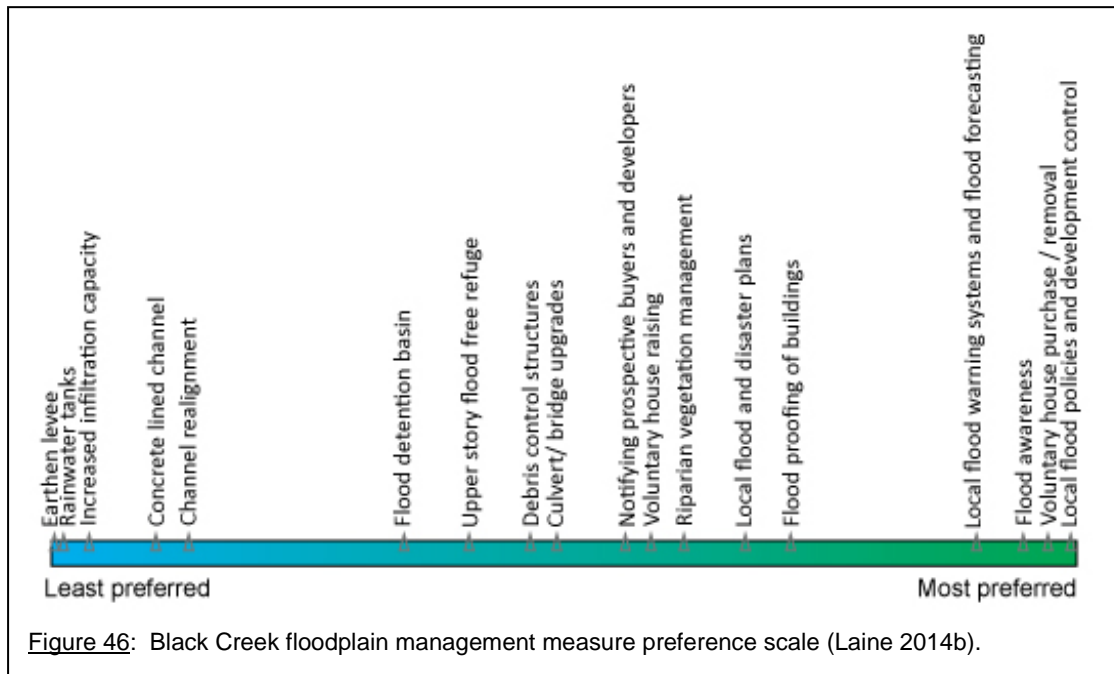 Earthen levee
Rainwater tanks
Increased infiltration capacity
Concrete lined channel
Channel realignment
Flood detention basin
Upper story flood free refuge
Debris control structures
Culvert/ bridge upgrades
Notifying prospective buyers and developers
Voluntary house raising
Riparian vegetation management
Local flood and disaster plans
Flood proofing of buildings
Local flood warning systems and flood forecasting
Flood awareness
Voluntary house purchase / removal
Local flood policies and development control
Least preferred
Most preferred
Figure 46: Black Creek floodplain management measure preference scale (Laine 2014b).